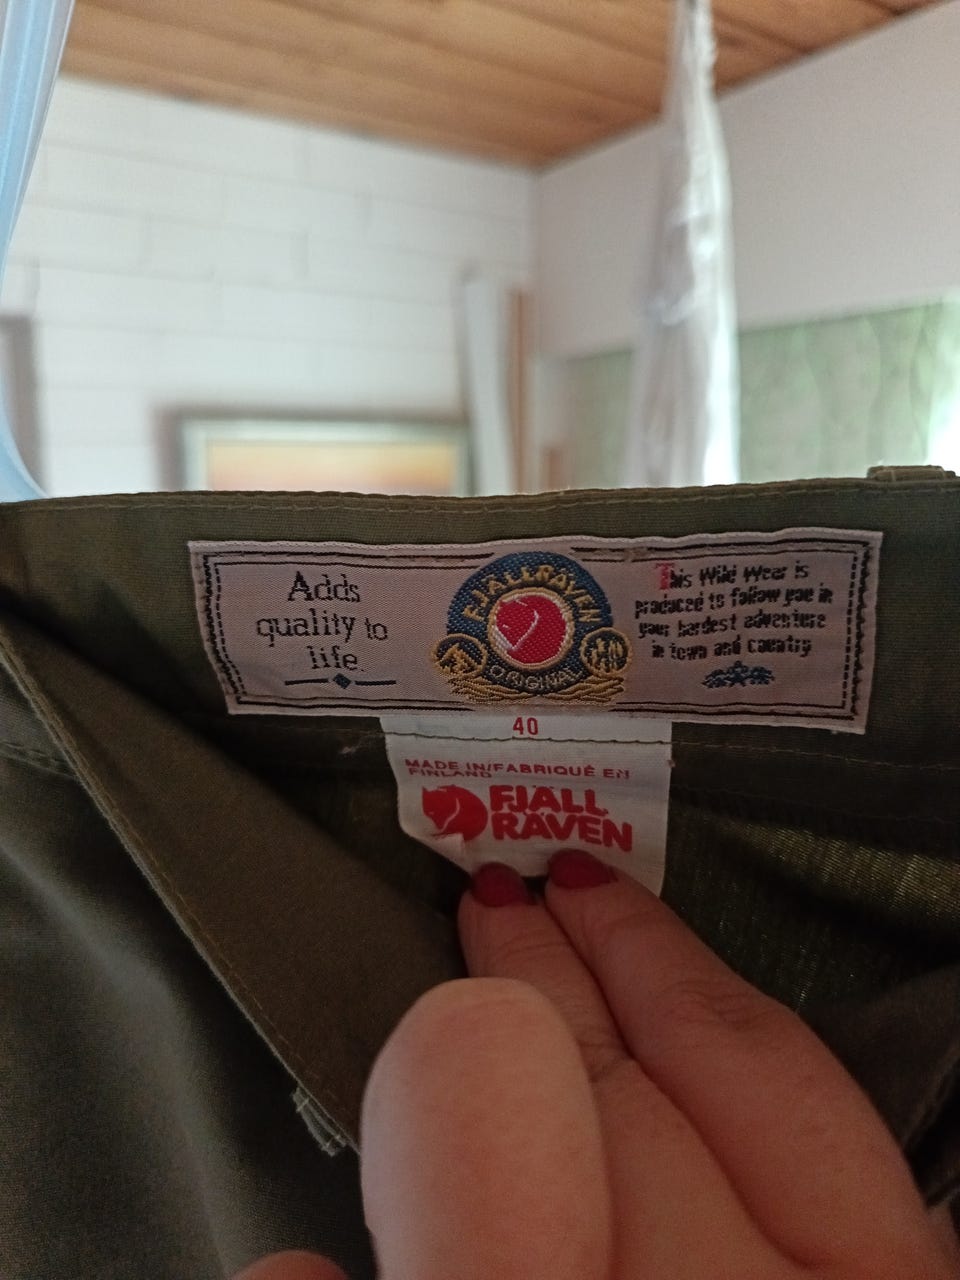 Adds
quality to
life
FJÄLLRÄVEN
ORIGINAL
This Wild Wear is
produced to follow you in
your hardest adventure
in town and country
40
MADE IN/FABRIQUÉ EN
FINLAND
FJÄLL
RÄVEN